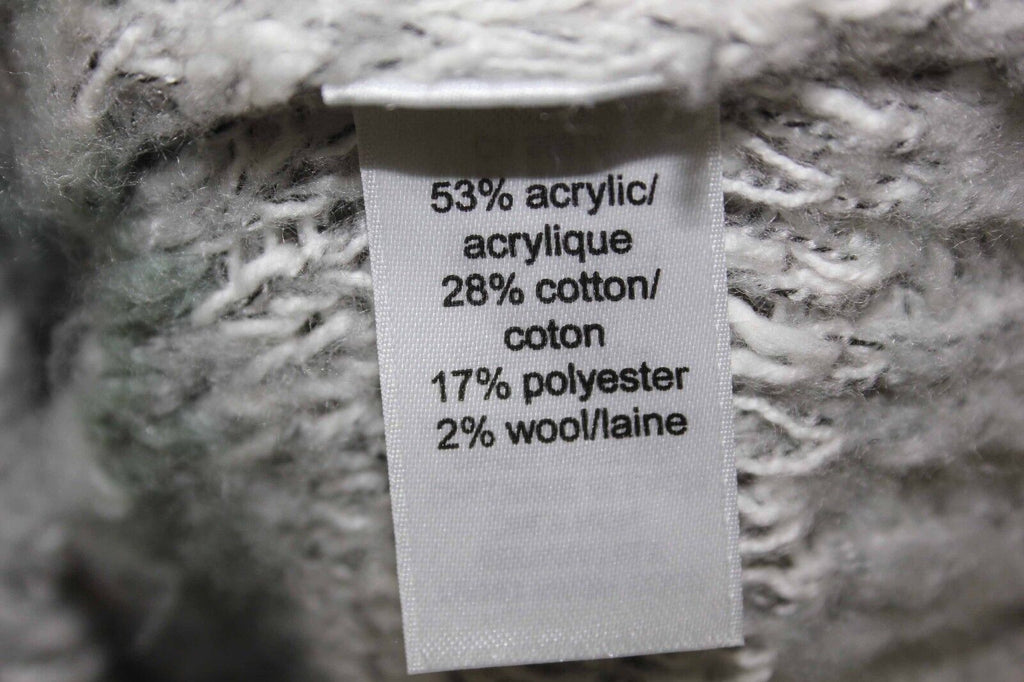 53% acrylic/
acrylique
28% cotton/
coton
17% polyester
2% wool/laine